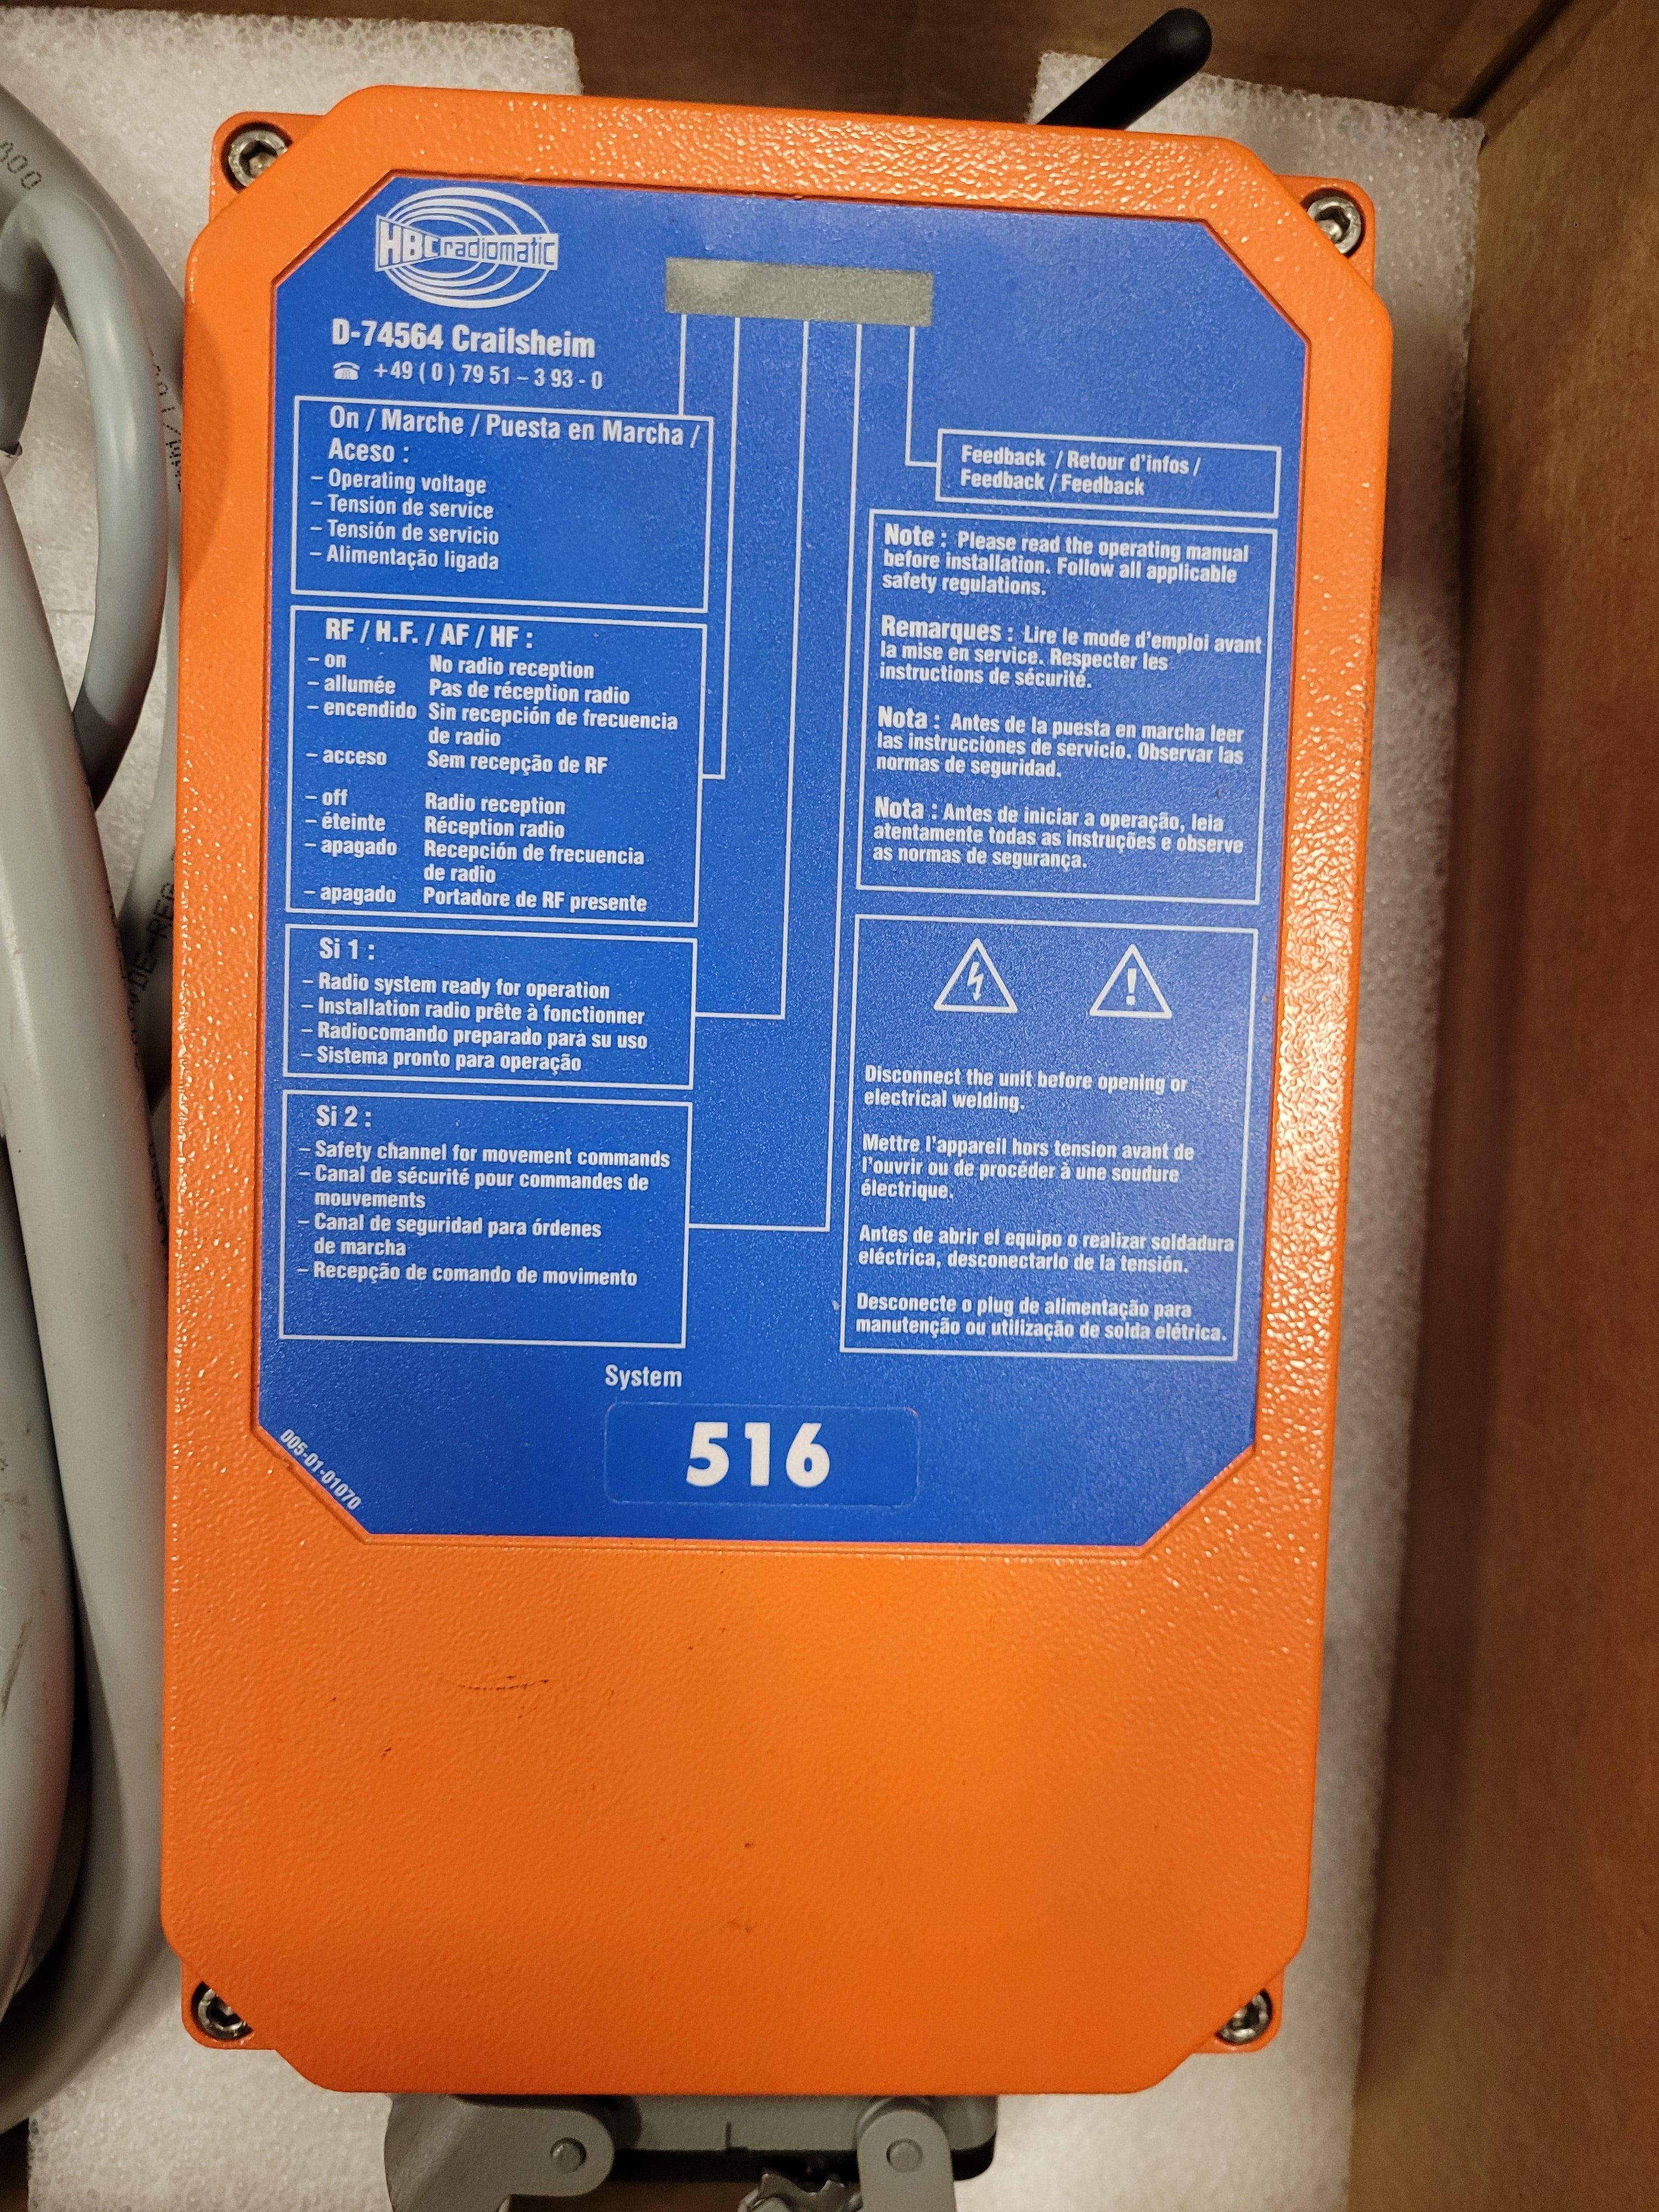 HBC radiomatic
D-74564 Crailsheim
☎ +49 ( 0 ) 79 51 – 3 93 - 0
On / Marche / Puesta en Marcha /
Aceso :
– Operating voltage
– Tension de service
– Tensión de servicio
– Alimentação ligada
RF / H.F. / AF / HF :
– on No radio reception
– allumée Pas de réception radio
– encendido Sin recepción de frecuencia
de radio
– acceso Sem recepção de RF
– off Radio reception
– éteinte Réception radio
– apagado Recepción de frecuencia
de radio
– apagado Portadore de RF presente
Si 1 :
– Radio system ready for operation
– Installation radio prête à fonctionner
– Radiocomando preparado para su uso
– Sistema pronto para operação
Si 2 :
– Safety channel for movement commands
– Canal de sécurité pour commandes de
mouvements
– Canal de seguridad para órdenes
de marcha
– Recepção de comando de movimento
Feedback / Retour d'infos /
Feedback / Feedback
Note : Please read the operating manual
before installation. Follow all applicable
safety regulations.
Remarques : Lire le mode d'emploi avant
la mise en service. Respecter les
instructions de sécurité.
Nota : Antes de la puesta en marcha leer
las instrucciones de servicio. Observar las
normas de seguridad.
Nota : Antes de iniciar a operação, leia
atentamente todas as instruções e observe
as normas de segurança.
Disconnect the unit before opening or
electrical welding.
Mettre l'appareil hors tension avant de
l'ouvrir ou de procéder à une soudure
électrique.
Antes de abrir el equipo o realizar soldadura
eléctrica, desconectarlo de la tensión.
Desconecte o plug de alimentação para
manutenção ou utilização de solda elétrica.
System
516
005-01-01070